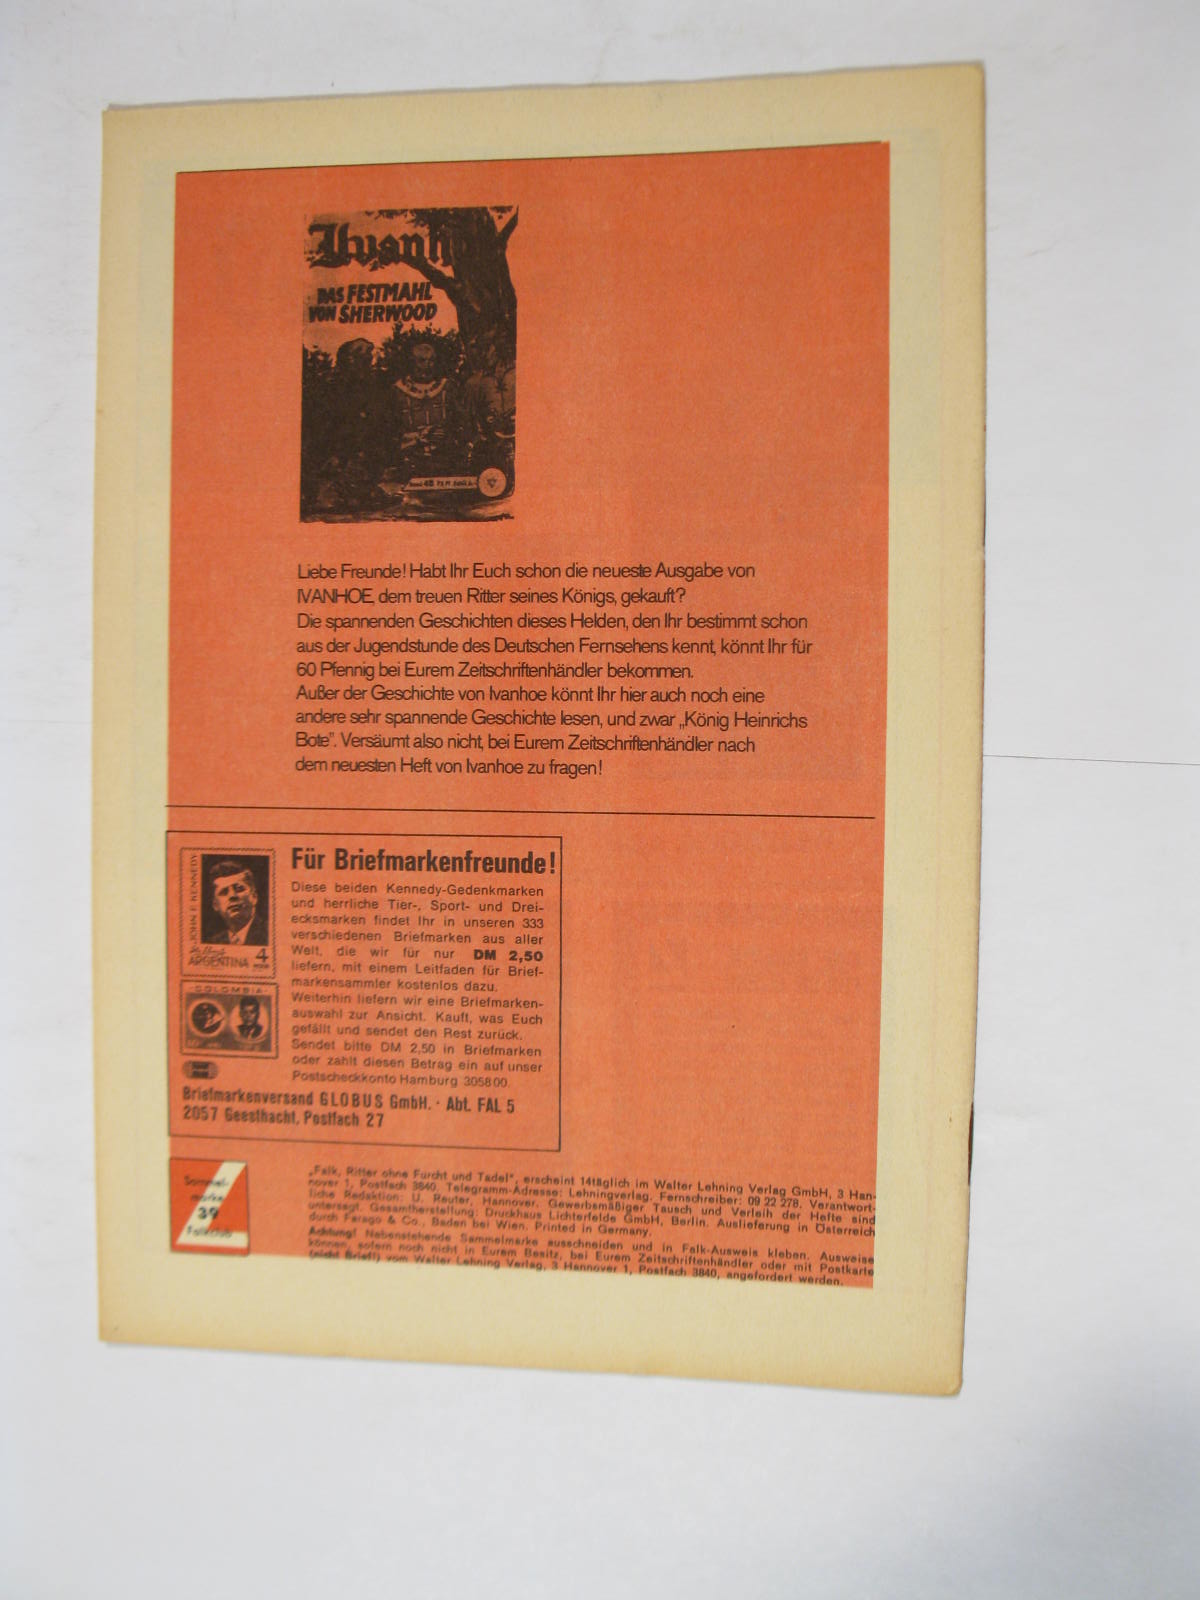 Ivanhoe
DAS FESTMAHL
VON SHERWOOD
Band 48
Liebe Freunde! Habt Ihr Euch schon die neueste Ausgabe von
IVANHOE, dem treuen Ritter seines Königs, gekauft?
Die spannenden Geschichten dieses Helden, den Ihr bestimmt schon
aus der Jugendstunde des Deutschen Fernsehens kennt, könnt Ihr für
60 Pfennig bei Eurem Zeitschriftenhändler bekommen.
Außer der Geschichte von Ivanhoe könnt Ihr hier auch noch eine
andere sehr spannende Geschichte lesen, und zwar „König Heinrichs
Bote”. Versäumt also nicht, bei Eurem Zeitschriftenhändler nach
dem neuesten Heft von Ivanhoe zu fragen!
JOHN F. KENNEDY
ARGENTINA 4
COLOMBIA
Für Briefmarkenfreunde!
Diese beiden Kennedy-Gedenkmarken
und herrliche Tier-, Sport- und Drei-
ecksmarken findet Ihr in unseren 333
verschiedenen Briefmarken aus aller
Welt, die wir für nur DM 2,50
liefern, mit einem Leitfaden für Brief-
markensammler kostenlos dazu.
Weiterhin liefern wir eine Briefmarken-
auswahl zur Ansicht. Kauft, was Euch
gefällt und sendet den Rest zurück.
Sendet bitte DM 2,50 in Briefmarken
oder zahlt diesen Betrag ein auf unser
Postscheckkonto Hamburg 305800
Briefmarkenversand GLOBUS GmbH. · Abt. FAL 5
2057 Geesthacht, Postfach 27
Sammel-
marke
39
Falkclub
„Falk, Ritter ohne Furcht und Tadel”, erscheint 14täglich im Walter Lehning Verlag GmbH, 3 Han-
nover 1, Postfach 3840. Telegramm-Adresse: Lehningverlag. Fernschreiber: 09 22 278. Verantwort-
liche Redaktion: U. Reuter, Hannover. Gewerbsmäßiger Tausch und Verleih der Hefte sind
untersagt. Gesamtherstellung: Druckhaus Lichterfelde GmbH, Berlin. Auslieferung in Österreich
durch Farago & Co., Baden bei Wien. Printed in Germany.
Achtung! Nebenstehende Sammelmarke ausschneiden und in Falk-Ausweis kleben. Ausweise
können, sofern noch nicht in Eurem Besitz, bei Eurem Zeitschriftenhändler oder mit Postkarte
(nicht Brief!) vom Walter Lehning Verlag, 3 Hannover 1, Postfach 3840, angefordert werden.